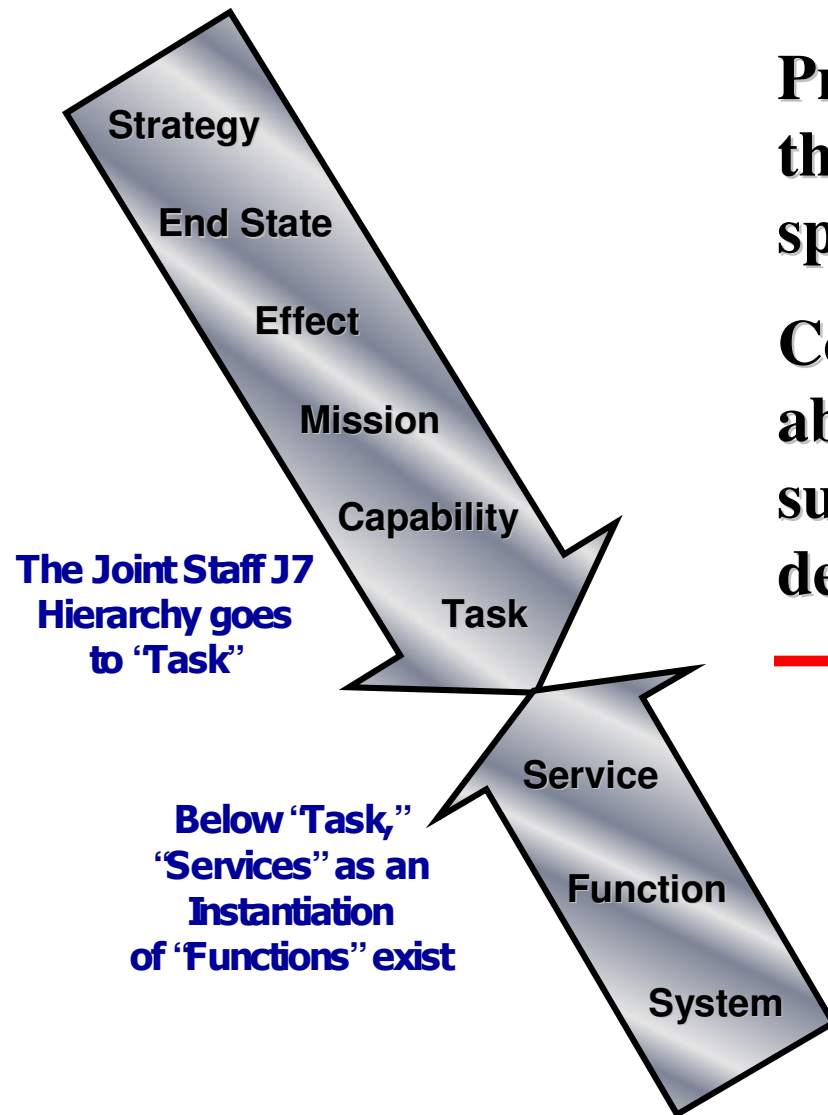 Strategy
End State
Effect
Mission
Capability
Task
The Joint Staff J7
Hierarchy goes
to “Task”
Service
Function
System
Below “Task,”
“Services” as an
Instantiation
of “Functions” exist